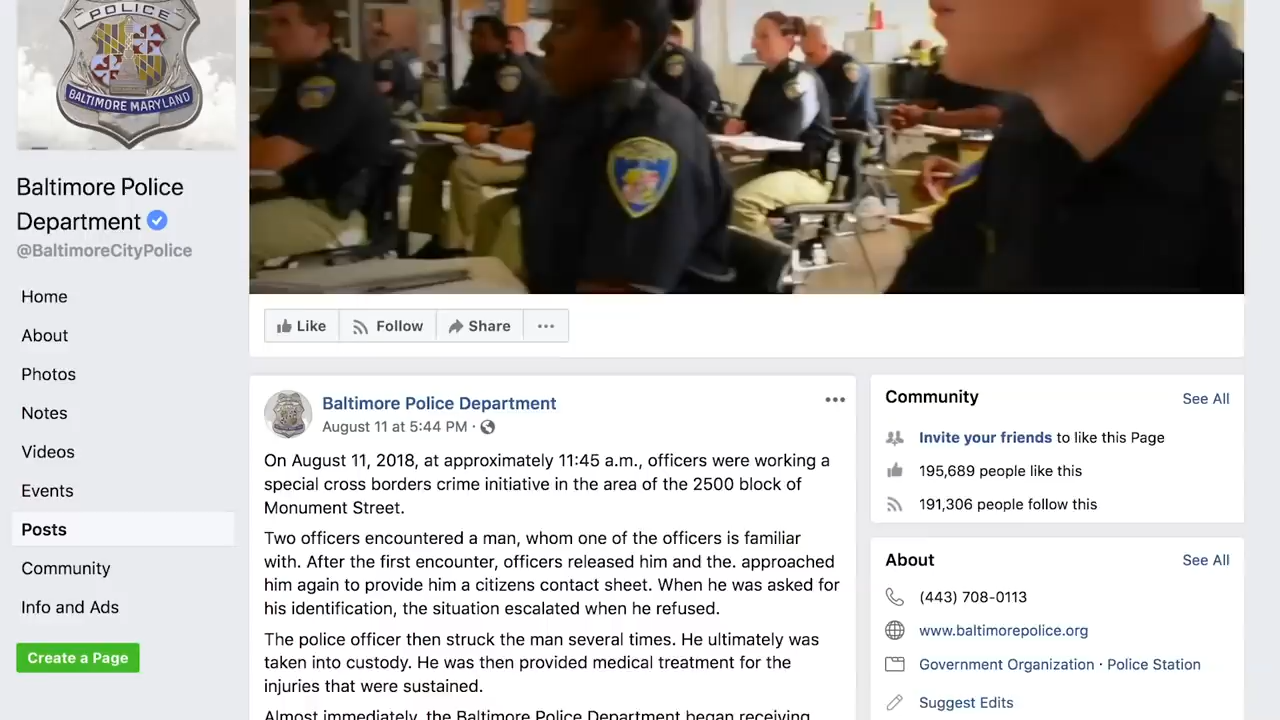 POLICE
BALTIMORE MARYLAND
Baltimore Police
Department
@BaltimoreCityPolice
Home
About
Photos
Notes
Videos
Events
Posts
Community
Info and Ads
Create a Page
Like
Follow
Share
Baltimore Police Department
August 11 at 5:44 PM ·
On August 11, 2018, at approximately 11:45 a.m., officers were working a
special cross borders crime initiative in the area of the 2500 block of
Monument Street.
Two officers encountered a man, whom one of the officers is familiar
with. After the first encounter, officers released him and the. approached
him again to provide him a citizens contact sheet. When he was asked for
his identification, the situation escalated when he refused.
The police officer then struck the man several times. He ultimately was
taken into custody. He was then provided medical treatment for the
injuries that were sustained.
Almost immediately, the Baltimore Police Department began receiving
Community
See All
Invite your friends to like this Page
195,689 people like this
191,306 people follow this
About
See All
(443) 708-0113
www.baltimorepolice.org
Government Organization · Police Station
Suggest Edits